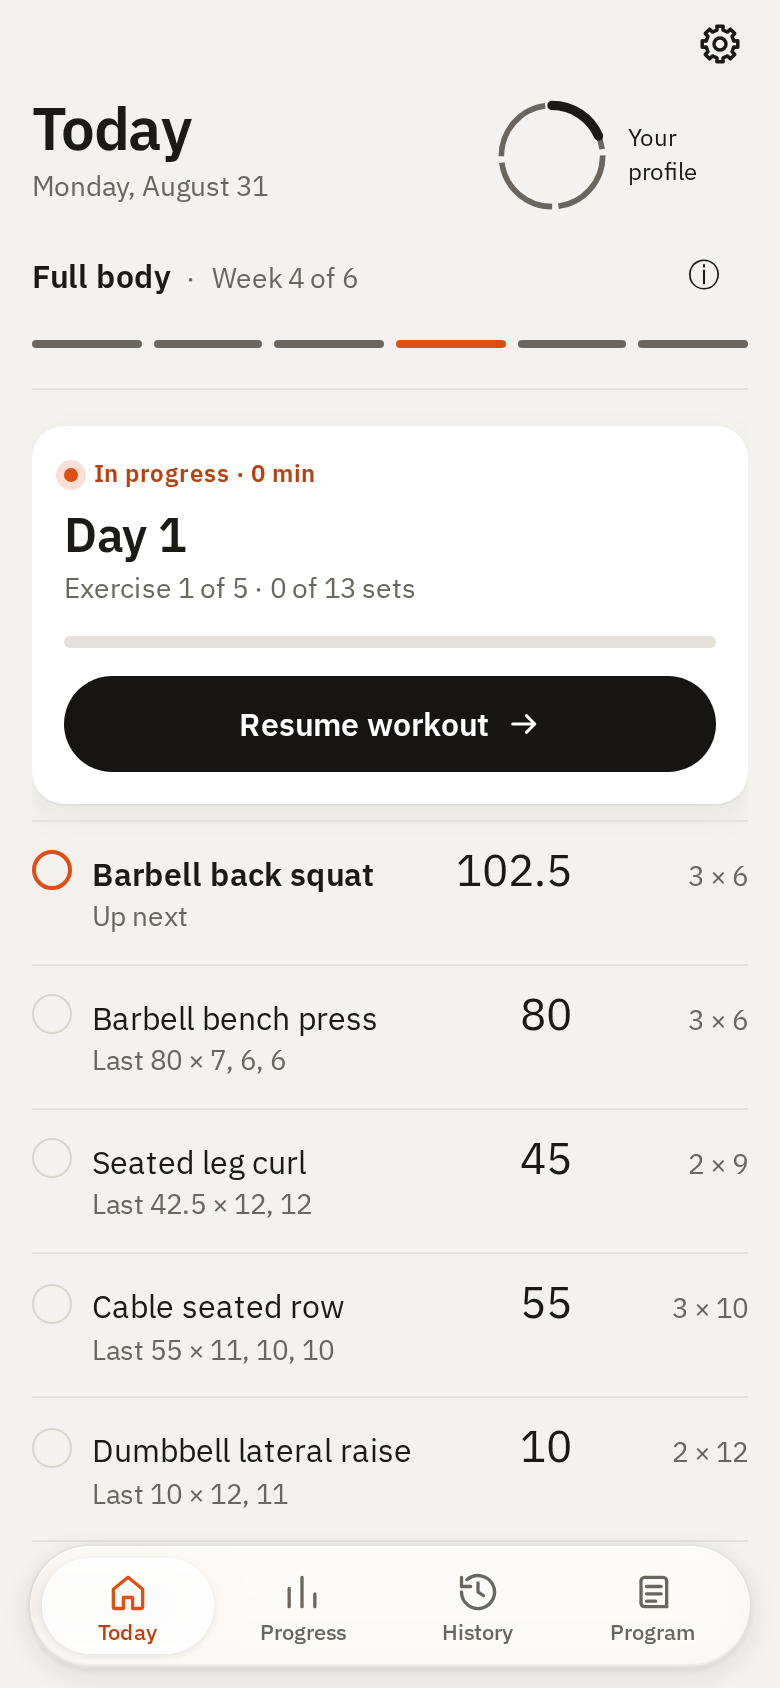 Today
Monday, August 31
Your
profile
Full body · Week 4 of 6
In progress · 0 min
Day 1
Exercise 1 of 5 · 0 of 13 sets
Resume workout →
Barbell back squat 102.5 3 × 6
Up next
Barbell bench press 80 3 × 6
Last 80 × 7, 6, 6
Seated leg curl 45 2 × 9
Last 42.5 × 12, 12
Cable seated row 55 3 × 10
Last 55 × 11, 10, 10
Dumbbell lateral raise 10 2 × 12
Last 10 × 12, 11
Today Progress History Program